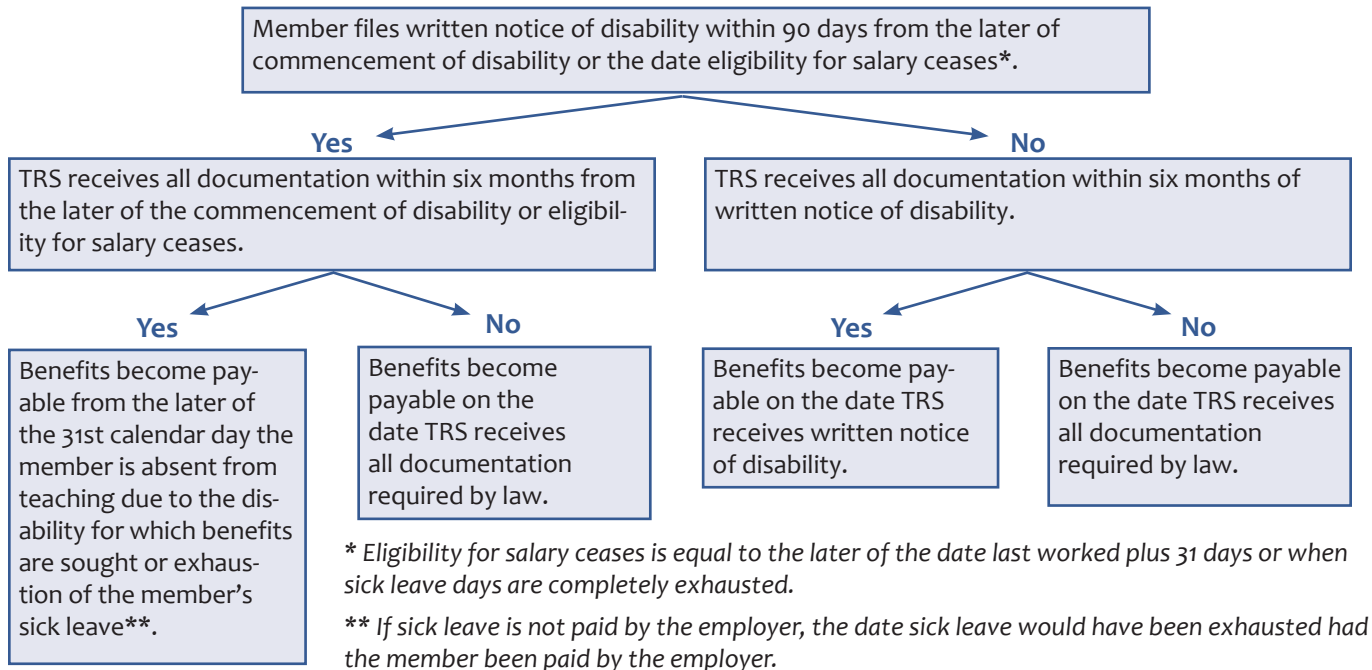 Member files written notice of disability within 90 days from the later of
commencement of disability or the date eligibility for salary ceases*.
Yes
No
TRS receives all documentation within six months from
the later of the commencement of disability or eligibil-
ity for salary ceases.
TRS receives all documentation within six months of
written notice of disability.
Yes
No
Yes
No
Benefits become pay-
able from the later of
the 31st calendar day the
member is absent from
teaching due to the dis-
ability for which benefits
are sought or exhaus-
tion of the member's
sick leave**.
Benefits become
payable on the
date TRS receives
all documentation
required by law.
Benefits become pay-
able on the date TRS
receives written notice
of disability.
Benefits become payable
on the date TRS receives
all documentation
required by law.
* Eligibility for salary ceases is equal to the later of the date last worked plus 31 days or when
sick leave days are completely exhausted.
** If sick leave is not paid by the employer, the date sick leave would have been exhausted had
the member been paid by the employer.